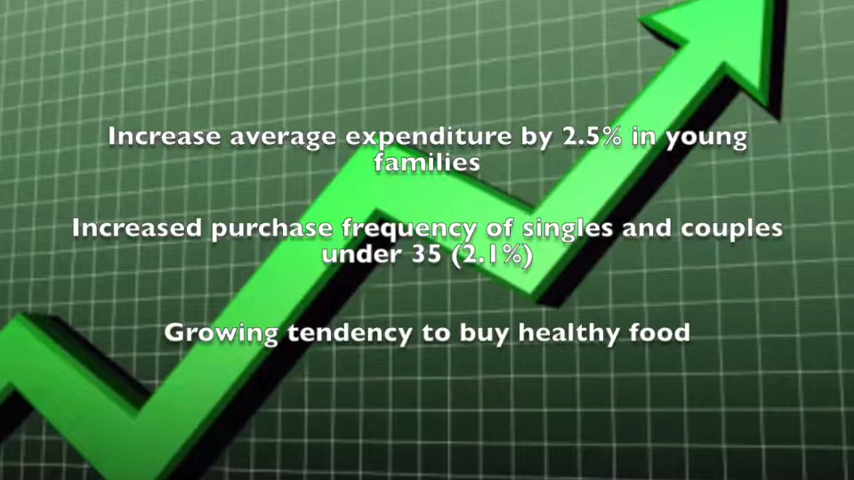 Increase average expenditure by 2.5% in young
families
Increased purchase frequency of singles and couples
under 35 (2.1%)
Growing tendency to buy healthy food